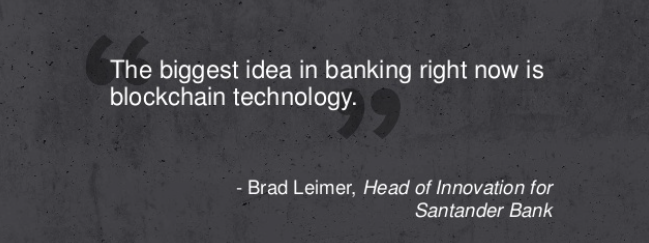 The biggest idea in banking right now is
blockchain technology.
- Brad Leimer, Head of Innovation for
Santander Bank